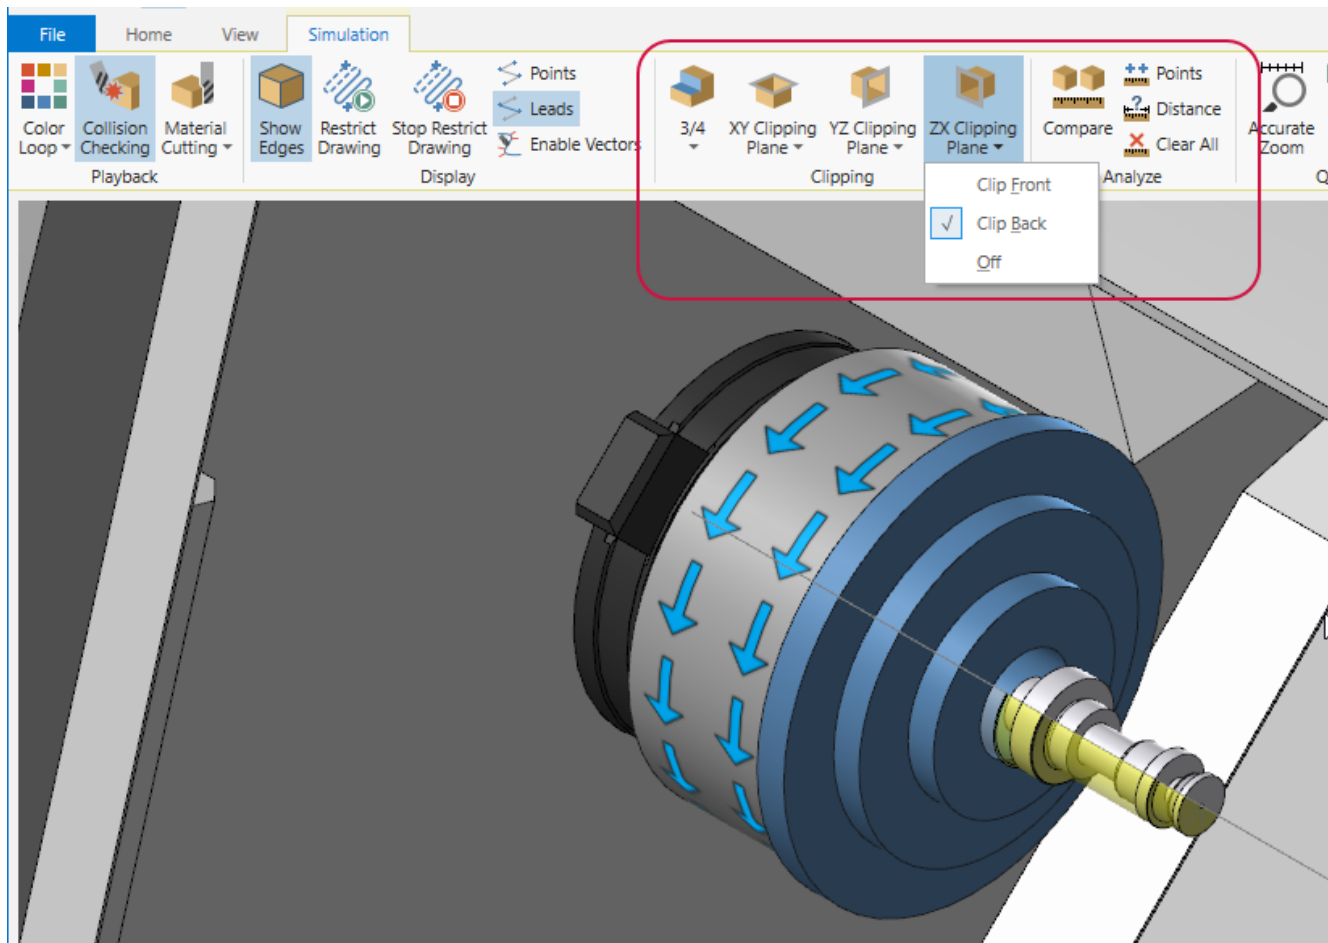 File Home View Simulation
Color Loop
Collision Checking
Material Cutting
Playback
Show Edges
Restrict Drawing
Stop Restrict Drawing
Points
Leads
Enable Vectors
Display
3/4
XY Clipping Plane
YZ Clipping Plane
ZX Clipping Plane
Clipping
Clip Front
Clip Back
Off
Compare
Points
Distance
Clear All
Analyze
Accurate Zoom
Q